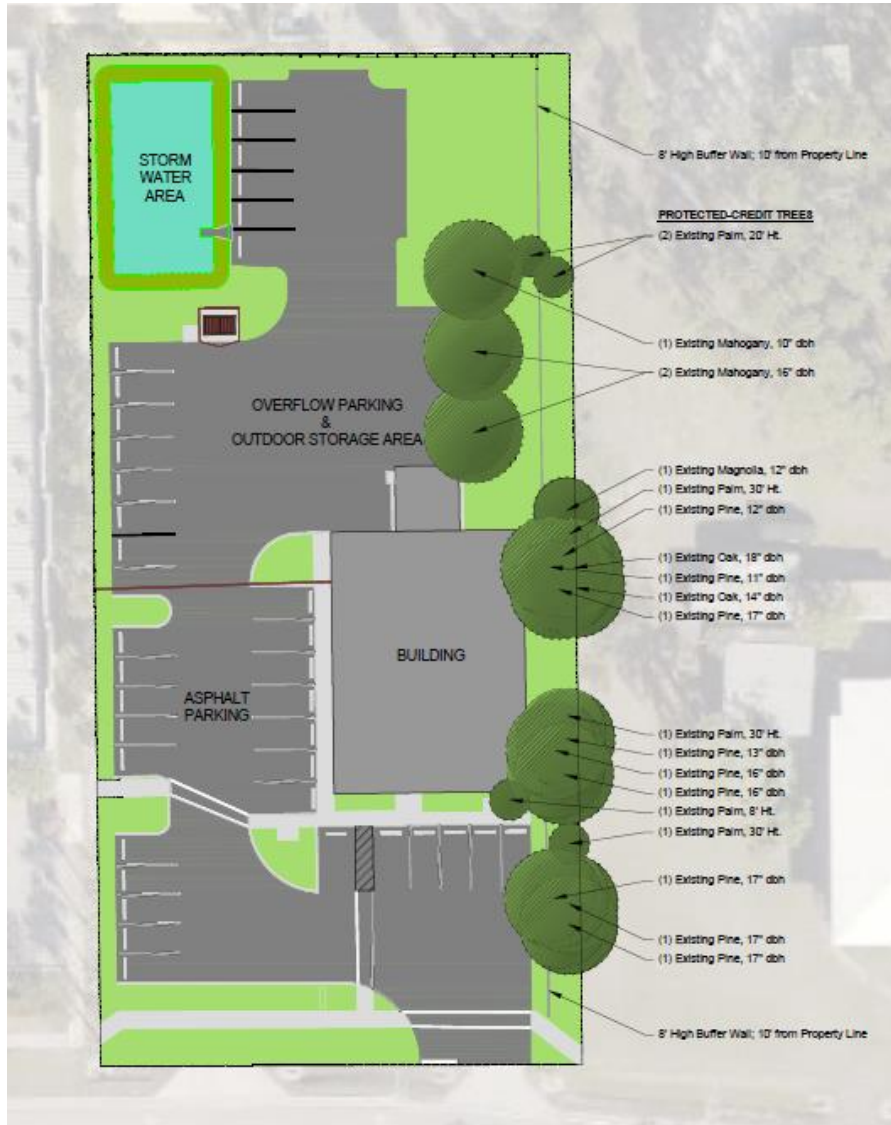 STORM
WATER
AREA
8' High Buffer Wall; 10' from Property Line
PROTECTED-CREDIT TREES
(2) Existing Palm, 20' Ht.
(1) Existing Mahogany, 10" dbh
(2) Existing Mahogany, 16" dbh
OVERFLOW PARKING
&
OUTDOOR STORAGE AREA
(1) Existing Magnolia, 12" dbh
(1) Existing Palm, 30' Ht.
(1) Existing Pine, 12" dbh
(1) Existing Oak, 18" dbh
(1) Existing Pine, 11" dbh
(1) Existing Oak, 14" dbh
(1) Existing Pine, 17" dbh
BUILDING
ASPHALT
PARKING
(1) Existing Palm, 30' Ht.
(1) Existing Pine, 13" dbh
(1) Existing Pine, 16" dbh
(1) Existing Pine, 16" dbh
(1) Existing Palm, 8' Ht.
(1) Existing Palm, 30' Ht.
(1) Existing Pine, 17" dbh
(1) Existing Pine, 17" dbh
(1) Existing Pine, 17" dbh
8' High Buffer Wall; 10' from Property Line